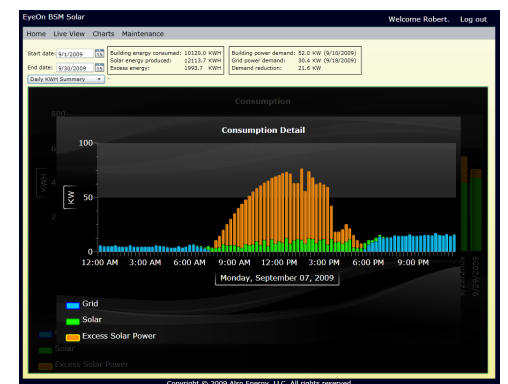 EyeOn BSM Solar
Welcome Robert. Log out
Home Live View Charts Maintenance
Start date: 9/1/2009 15
End date: 9/30/2009 15
Building energy consumed: 10120.0 KWH
Solar energy produced: 12113.7 KWH
Excess energy: 1993.7 KWH
Building power demand: 52.0 KW (9/10/2009)
Grid power demand: 30.4 KW (9/18/2009)
Demand reduction: 21.6 KW
Daily KWH Summary
Consumption
800
Consumption Detail
100
KWH
KW
50
0
12:00 AM 3:00 AM 6:00 AM 9:00 AM 12:00 PM 3:00 PM 6:00 PM 9:00 PM
Monday, September 07, 2009
9/29/2009
Grid
Solar
Excess Solar Power
Solar
Excess Solar Power
Copyright © 2009 Also Energy, LLC. All rights reserved.